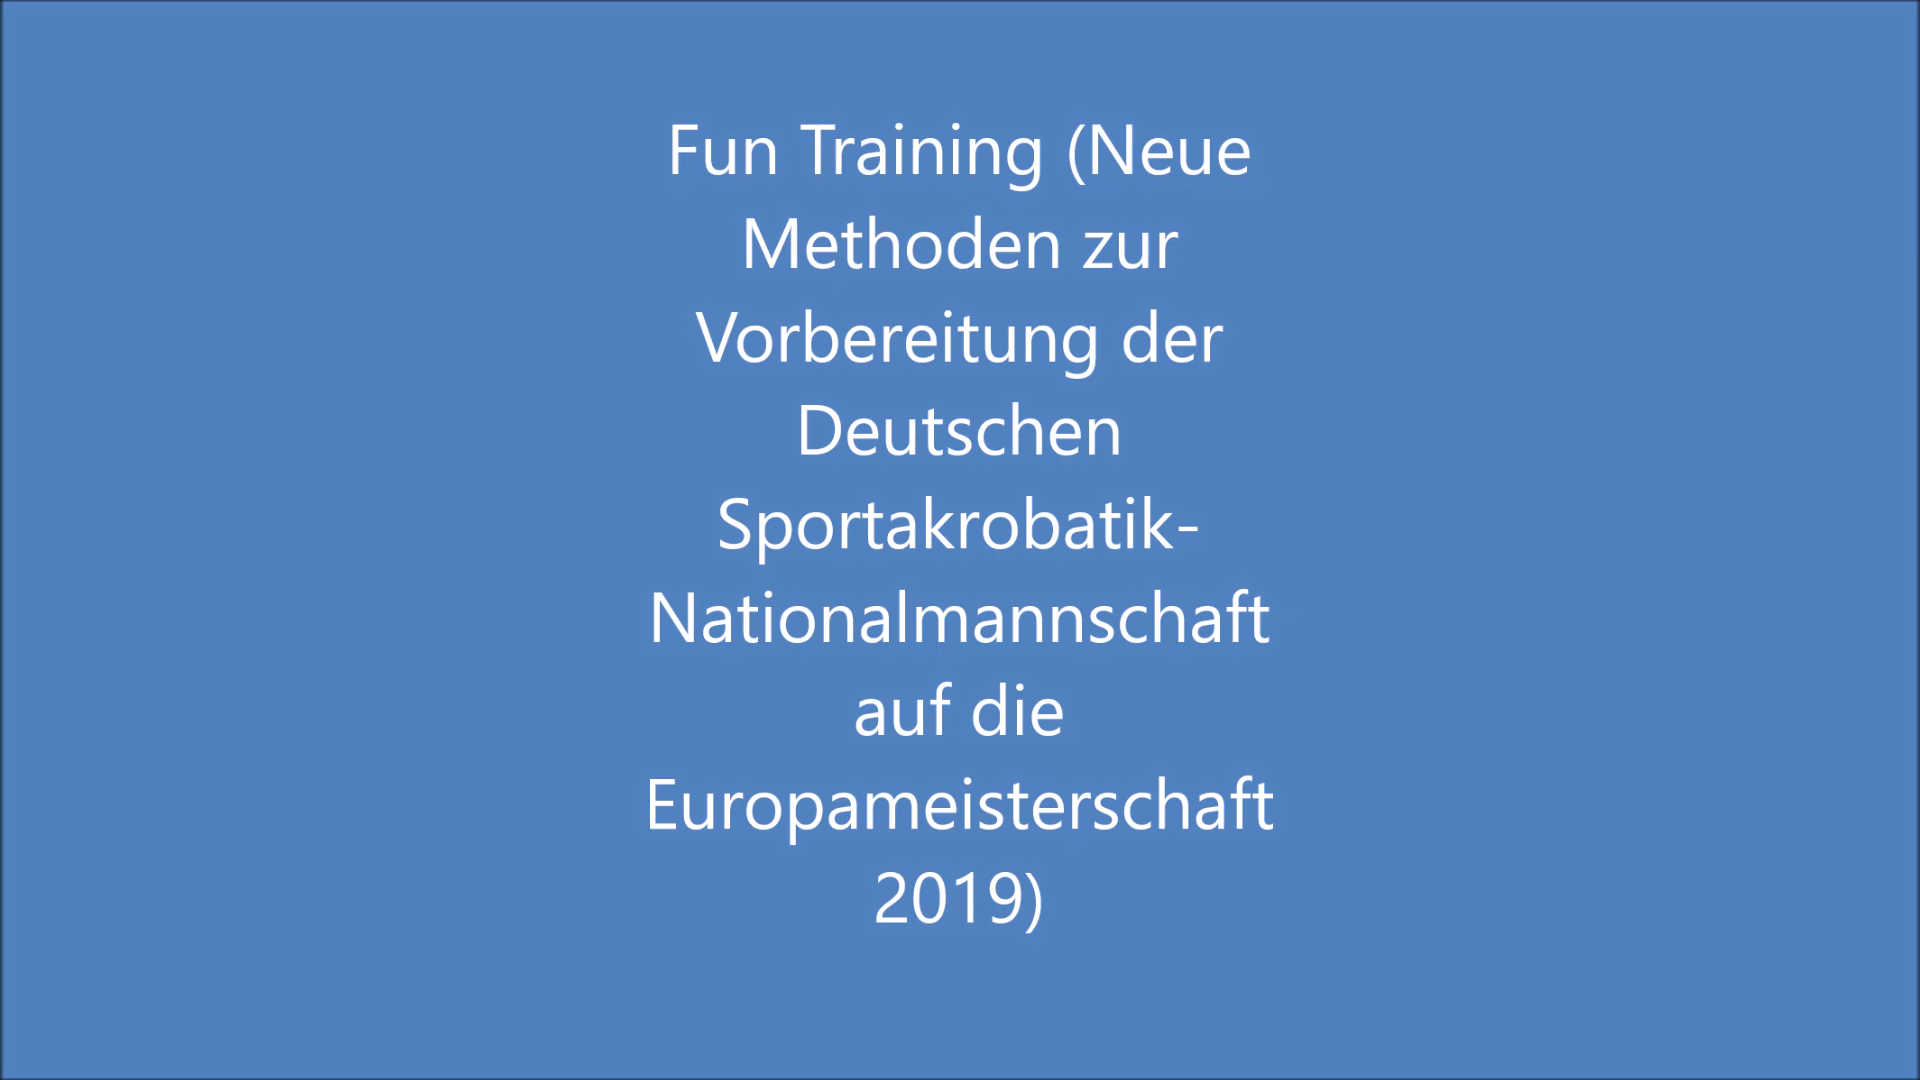 Fun Training (Neue
Methoden zur
Vorbereitung der
Deutschen
Sportakrobatik-
Nationalmannschaft
auf die
Europameisterschaft
2019)